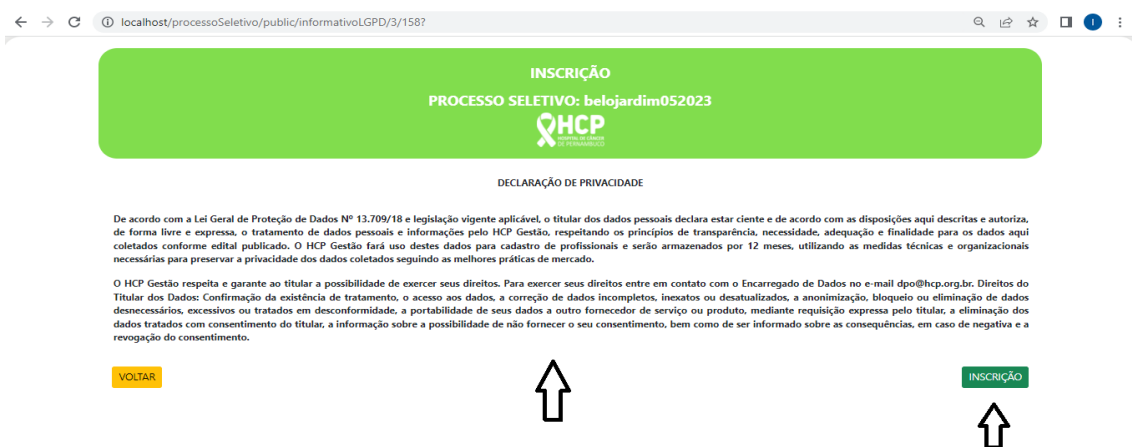 localhost/processoSeletivo/public/informativoLGPD/3/158?
I
INSCRIÇÃO
PROCESSO SELETIVO: belojardim052023
HCP
HOSPITAL DE CÂNCER
DE PERNAMBUCO
DECLARAÇÃO DE PRIVACIDADE
De acordo com a Lei Geral de Proteção de Dados Nº 13.709/18 e legislação vigente aplicável, o titular dos dados pessoais declara estar ciente e de acordo com as disposições aqui descritas e autoriza,
de forma livre e expressa, o tratamento de dados pessoais e informações pelo HCP Gestão, respeitando os princípios de transparência, necessidade, adequação e finalidade para os dados aqui
coletados conforme edital publicado. O HCP Gestão fará uso destes dados para cadastro de profissionais e serão armazenados por 12 meses, utilizando as medidas técnicas e organizacionais
necessárias para preservar a privacidade dos dados coletados seguindo as melhores práticas de mercado.
O HCP Gestão respeita e garante ao titular a possibilidade de exercer seus direitos. Para exercer seus direitos entre em contato com o Encarregado de Dados no e-mail dpo@hcp.org.br. Direitos do
Titular dos Dados: Confirmação da existência de tratamento, o acesso aos dados, a correção de dados incompletos, inexatos ou desatualizados, a anonimização, bloqueio ou eliminação de dados
desnecessários, excessivos ou tratados em desconformidade, a portabilidade de seus dados a outro fornecedor de serviço ou produto, mediante requisição expressa pelo titular, a eliminação dos
dados tratados com consentimento do titular, a informação sobre a possibilidade de não fornecer o seu consentimento, bem como de ser informado sobre as consequências, em caso de negativa e a
revogação do consentimento.
VOLTAR
INSCRIÇÃO